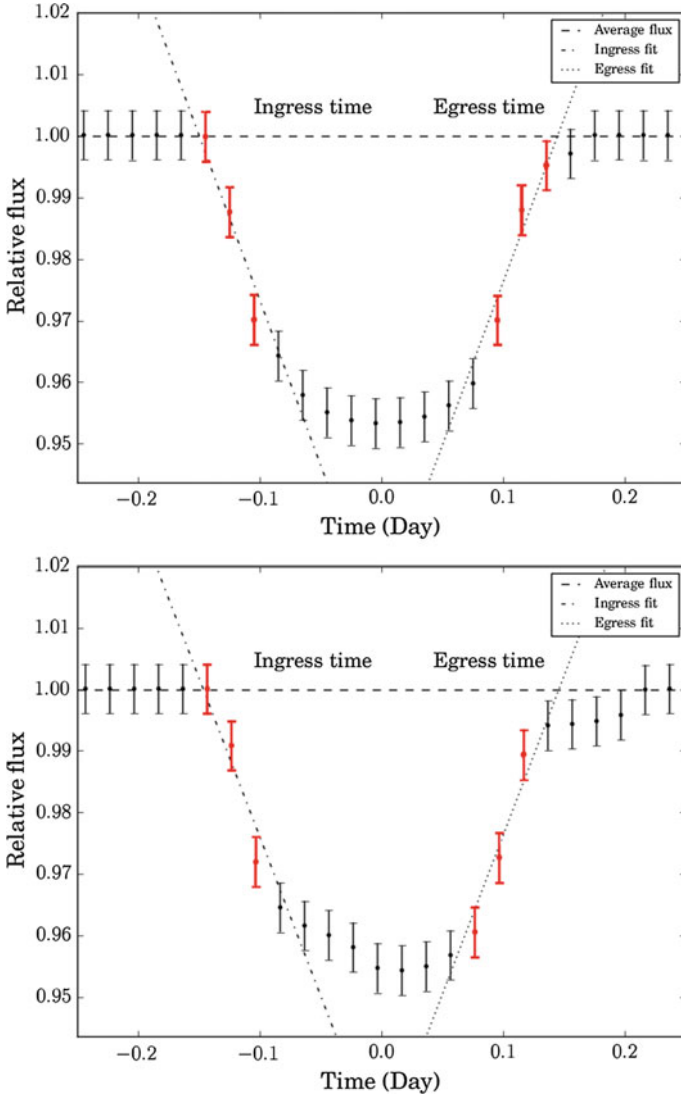 1.02
Average flux
Ingress fit
Egress fit
1.01
Ingress time
Egress time
1.00
0.99
0.98
0.97
0.96
0.95
Relative flux
−0.2
−0.1
0.0
0.1
0.2
Time (Day)
1.02
Average flux
Ingress fit
Egress fit
1.01
Ingress time
Egress time
1.00
0.99
0.98
0.97
0.96
0.95
Relative flux
−0.2
−0.1
0.0
0.1
0.2
Time (Day)